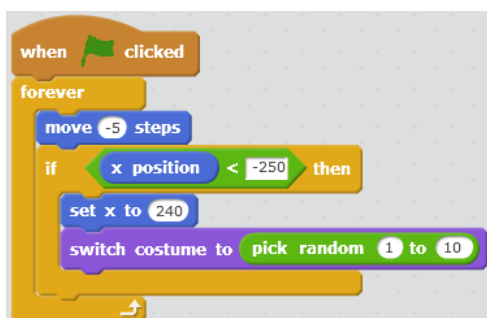 when clicked
forever
move -5 steps
if x position < -250 then
set x to 240
switch costume to pick random 1 to 10